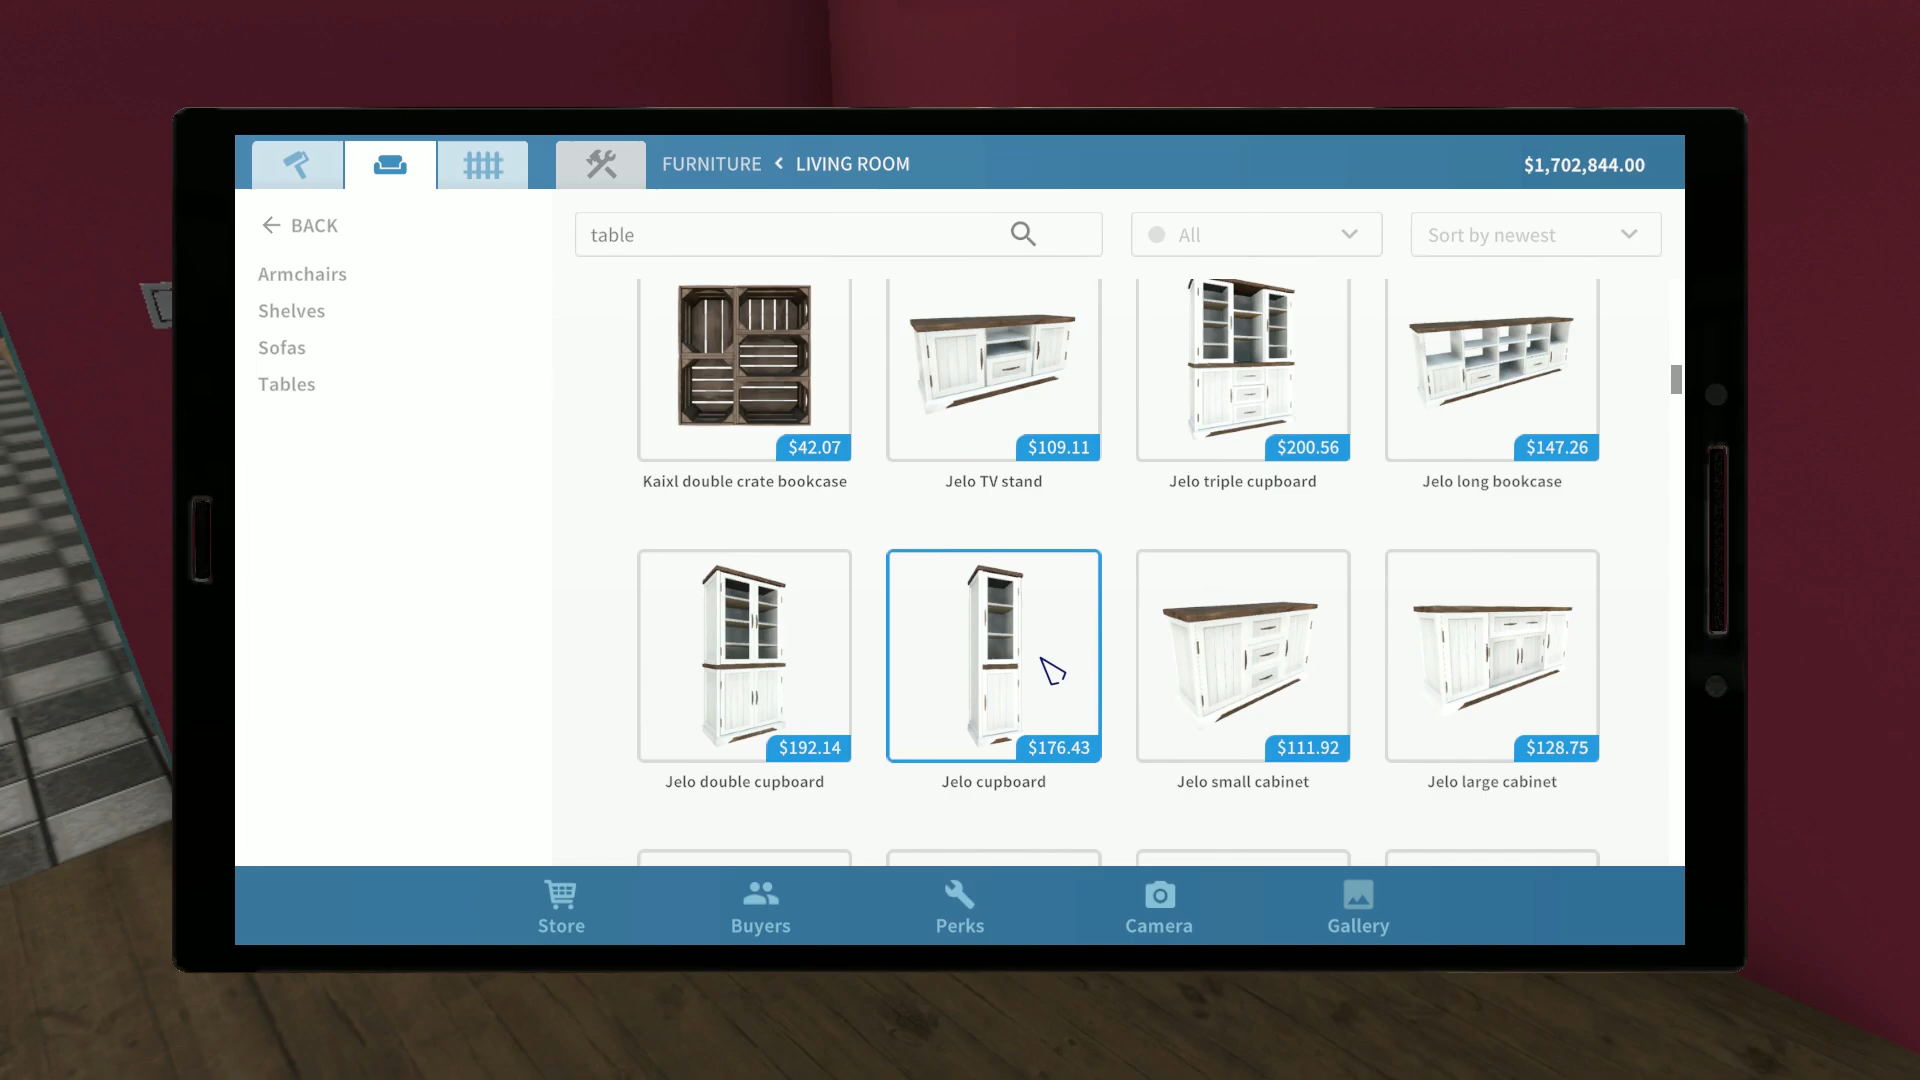 FURNITURE < LIVING ROOM
$1,702,844.00
BACK
Armchairs
Shelves
Sofas
Tables
table
All
Sort by newest
$42.07
$109.11
$200.56
$147.26
Kaixl double crate bookcase
Jelo TV stand
Jelo triple cupboard
Jelo long bookcase
$192.14
$176.43
$111.92
$128.75
Jelo double cupboard
Jelo cupboard
Jelo small cabinet
Jelo large cabinet
Store
Buyers
Perks
Camera
Gallery